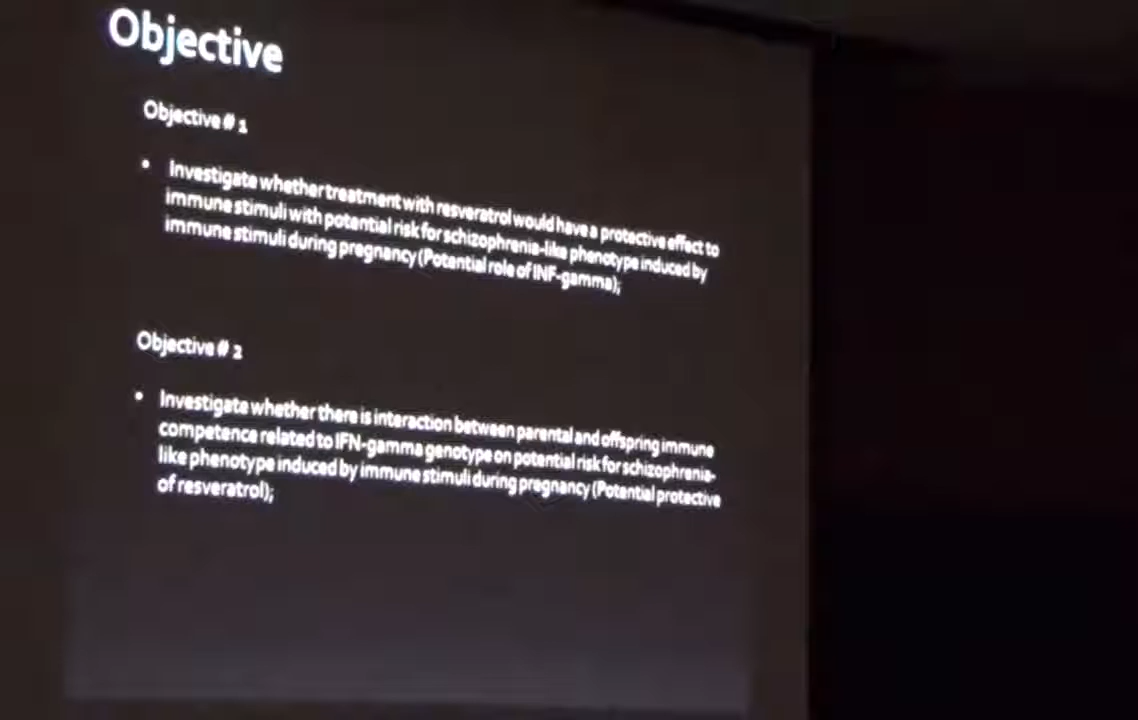 Objective
Objective # 1
• Investigate whether treatment with resveratrol would have a protective effect to
immune stimuli with potential risk for schizophrenia-like phenotype induced by
immune stimuli during pregnancy (Potential role of INF-gamma);
Objective # 2
• Investigate whether there is interaction between parental and offspring immune
competence related to IFN-gamma genotype on potential risk for schizophrenia-
like phenotype induced by immune stimuli during pregnancy (Potential protective
of resveratrol);